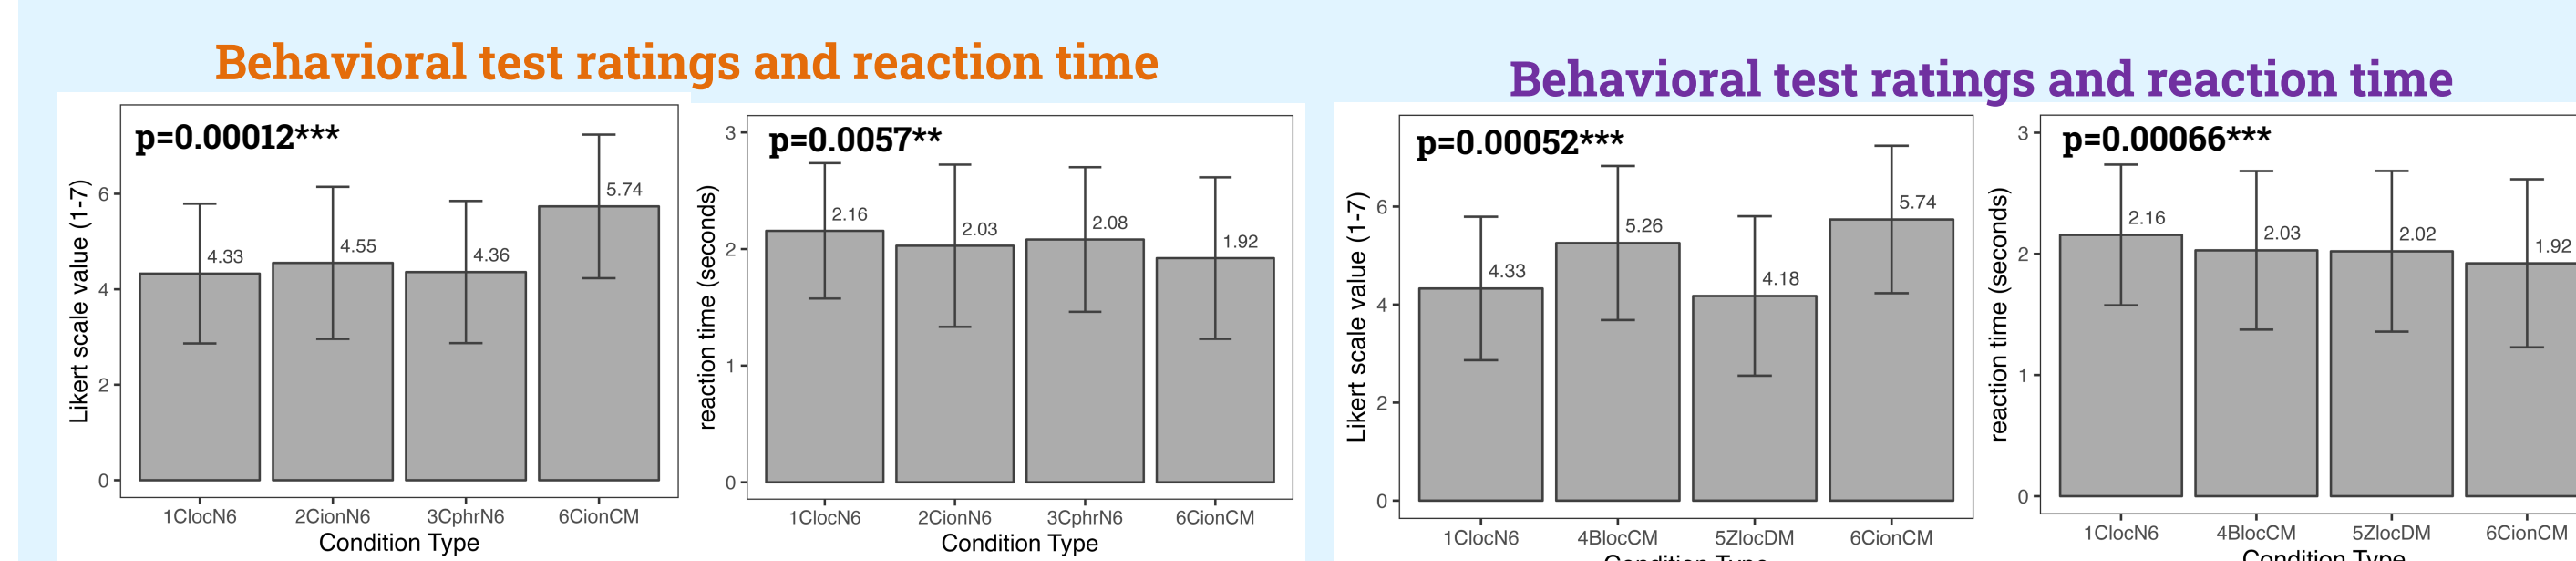 Behavioral test ratings and reaction time
p=0.00012***
Likert scale value (1-7)
6
4
2
0
4.33
4.55
4.36
5.74
1ClocN6 2CionN6 3CphrN6 6CionCM
Condition Type
p=0.0057**
reaction time (seconds)
3
2
1
0
2.16
2.03
2.08
1.92
1ClocN6 2CionN6 3CphrN6 6CionCM
Condition Type
Behavioral test ratings and reaction time
p=0.00052***
Likert scale value (1-7)
6
4
2
0
4.33
5.26
4.18
5.74
1ClocN6 4BlocCM 5ZlocDM 6CionCM
Condition Type
p=0.00066***
reaction time (seconds)
3
2
1
0
2.16
2.03
2.02
1.92
1ClocN6 4BlocCM 5ZlocDM 6CionCM
Condition Type